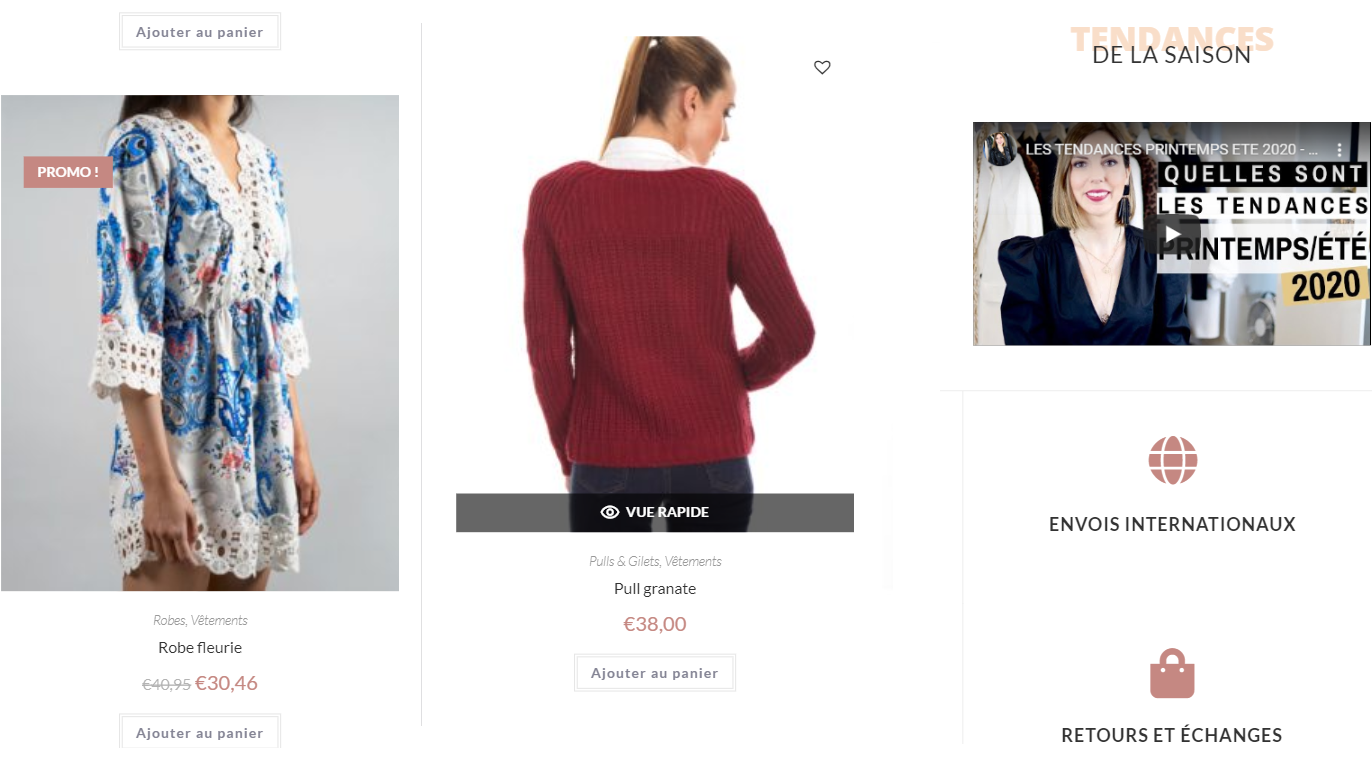 Ajouter au panier
PROMO !
Robes, Vêtements
Robe fleurie
€40,95 €30,46
Ajouter au panier
VUE RAPIDE
Pulls & Gilets, Vêtements
Pull granate
€38,00
Ajouter au panier
TENDANCES
DE LA SAISON
LES TENDANCES PRINTEMPS ETE 2020 - ...
QUELLES SONT
LES TENDANCES
PRINTEMPS/ÉTÉ
2020
ENVOIS INTERNATIONAUX
RETOURS ET ÉCHANGES